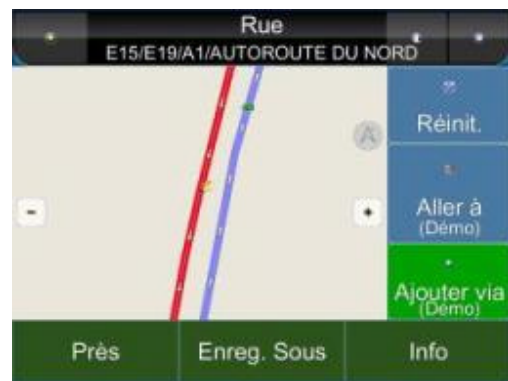 Rue
E15/E19/A1/AUTOROUTE DU NORD
A
Réinit.
Aller à
(Démo)
-
+
Ajouter via
(Démo)
Près
Enreg. Sous
Info